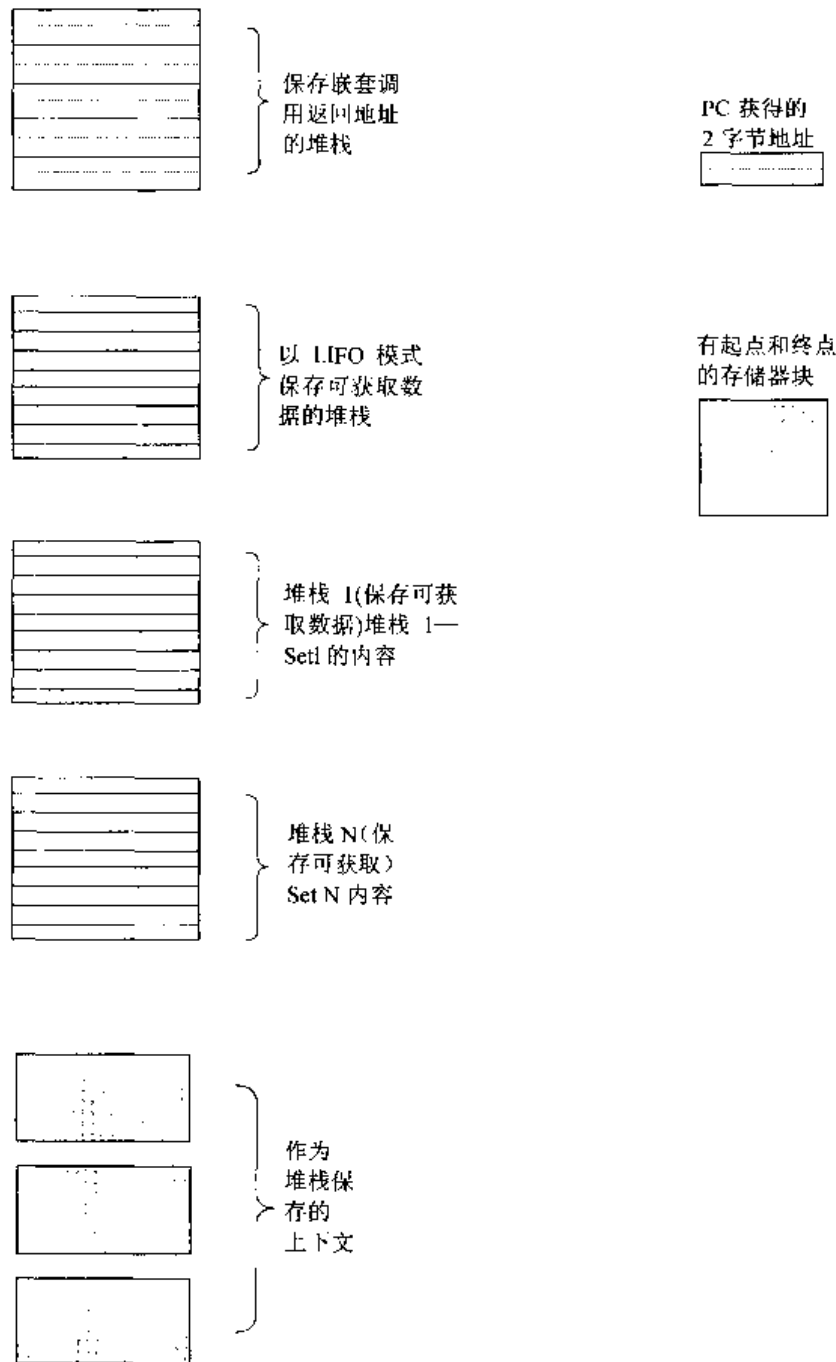 保存嵌套调
用返回地址
的堆栈
PC 获得的
2 字节地址
以 LIFO 模式
保存可获取数
据的堆栈
有起点和终点
的存储器块
堆栈 1(保存可获
取数据)堆栈 1—
Set1 的内容
堆栈 N(保
存可获取)
Set N 内容
作为
堆栈保
存的
上下文